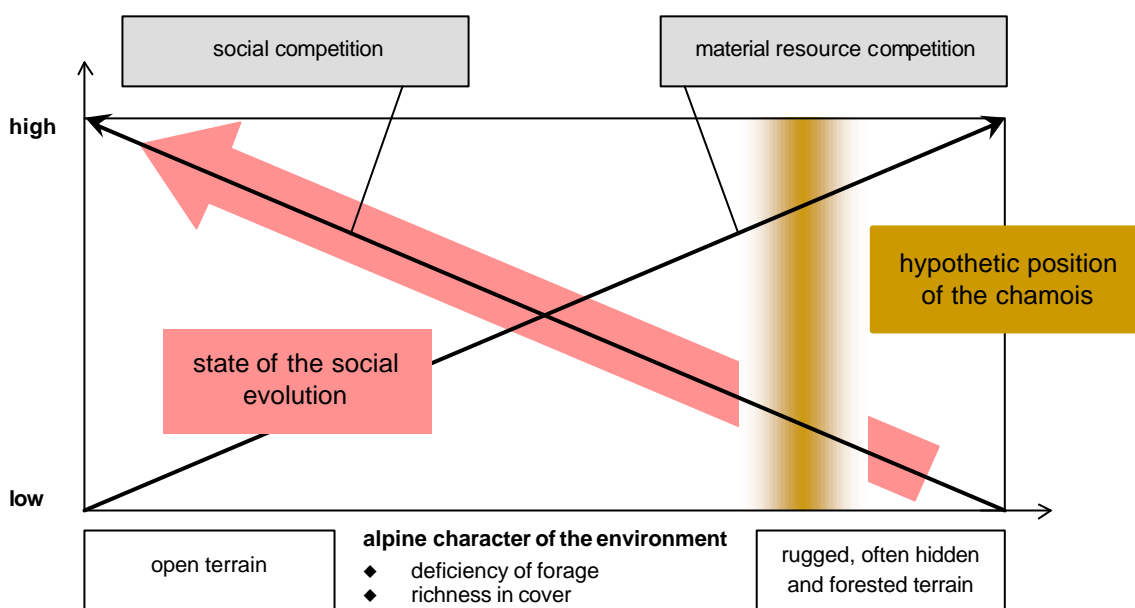 social competition
material resource competition
high
hypothetic position
of the chamois
state of the social
evolution
low
open terrain
alpine character of the environment
◆ deficiency of forage
◆ richness in cover
rugged, often hidden
and forested terrain